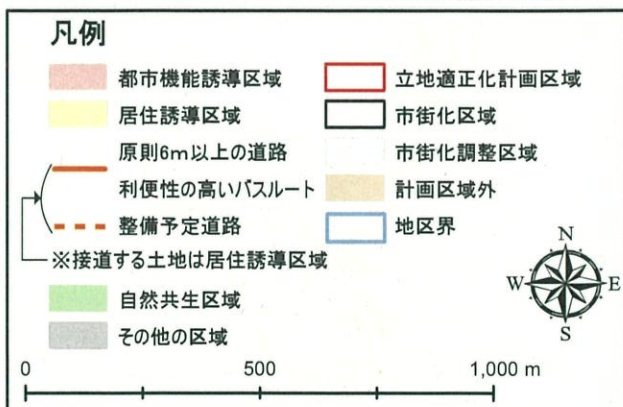 凡例
都市機能誘導区域
居住誘導区域
原則6m以上の道路
利便性の高いバスルート
整備予定道路
※接道する土地は居住誘導区域
自然共生区域
その他の区域
立地適正化計画区域
市街化区域
市街化調整区域
計画区域外
地区界
N
W E
S
0 500 1,000 m